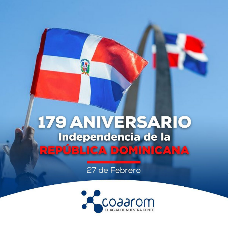 179 ANIVERSARIO
Independencia de la
REPÚBLICA DOMINICANA
27 de Febrero
coaarom